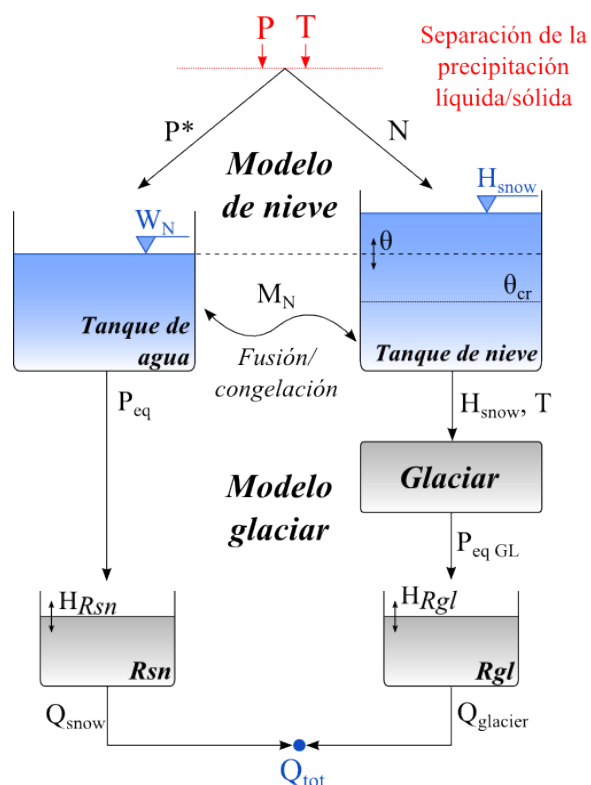 P T
Separación de la
precipitación
líquida/sólida
P* N
Modelo
de nieve
H_snow
W_N
θ
θ_cr
M_N
Tanque de
agua
Fusión/
congelación
Tanque de nieve
P_eq
H_snow, T
Glaciar
Modelo
glaciar
P_eq GL
H_Rsn
H_Rgl
Rsn
Rgl
Q_snow
Q_glacier
Q_tot